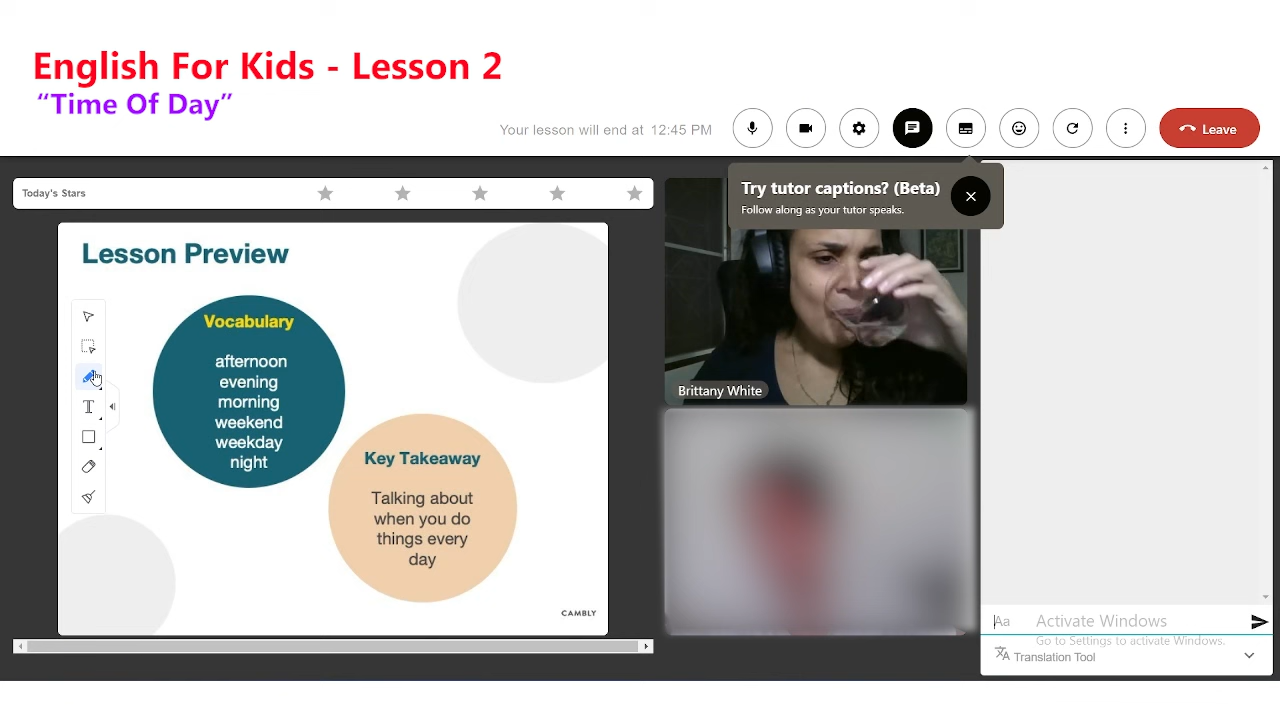 English For Kids - Lesson 2
“Time Of Day”
Your lesson will end at 12:45 PM
Leave
Try tutor captions? (Beta)
Follow along as your tutor speaks.
Today's Stars
Lesson Preview
Vocabulary
afternoon
evening
morning
weekend
weekday
night
Key Takeaway
Talking about
when you do
things every
day
CAMBLY
T
Brittany White
Aa
Activate Windows
Go to Settings to activate Windows.
Translation Tool